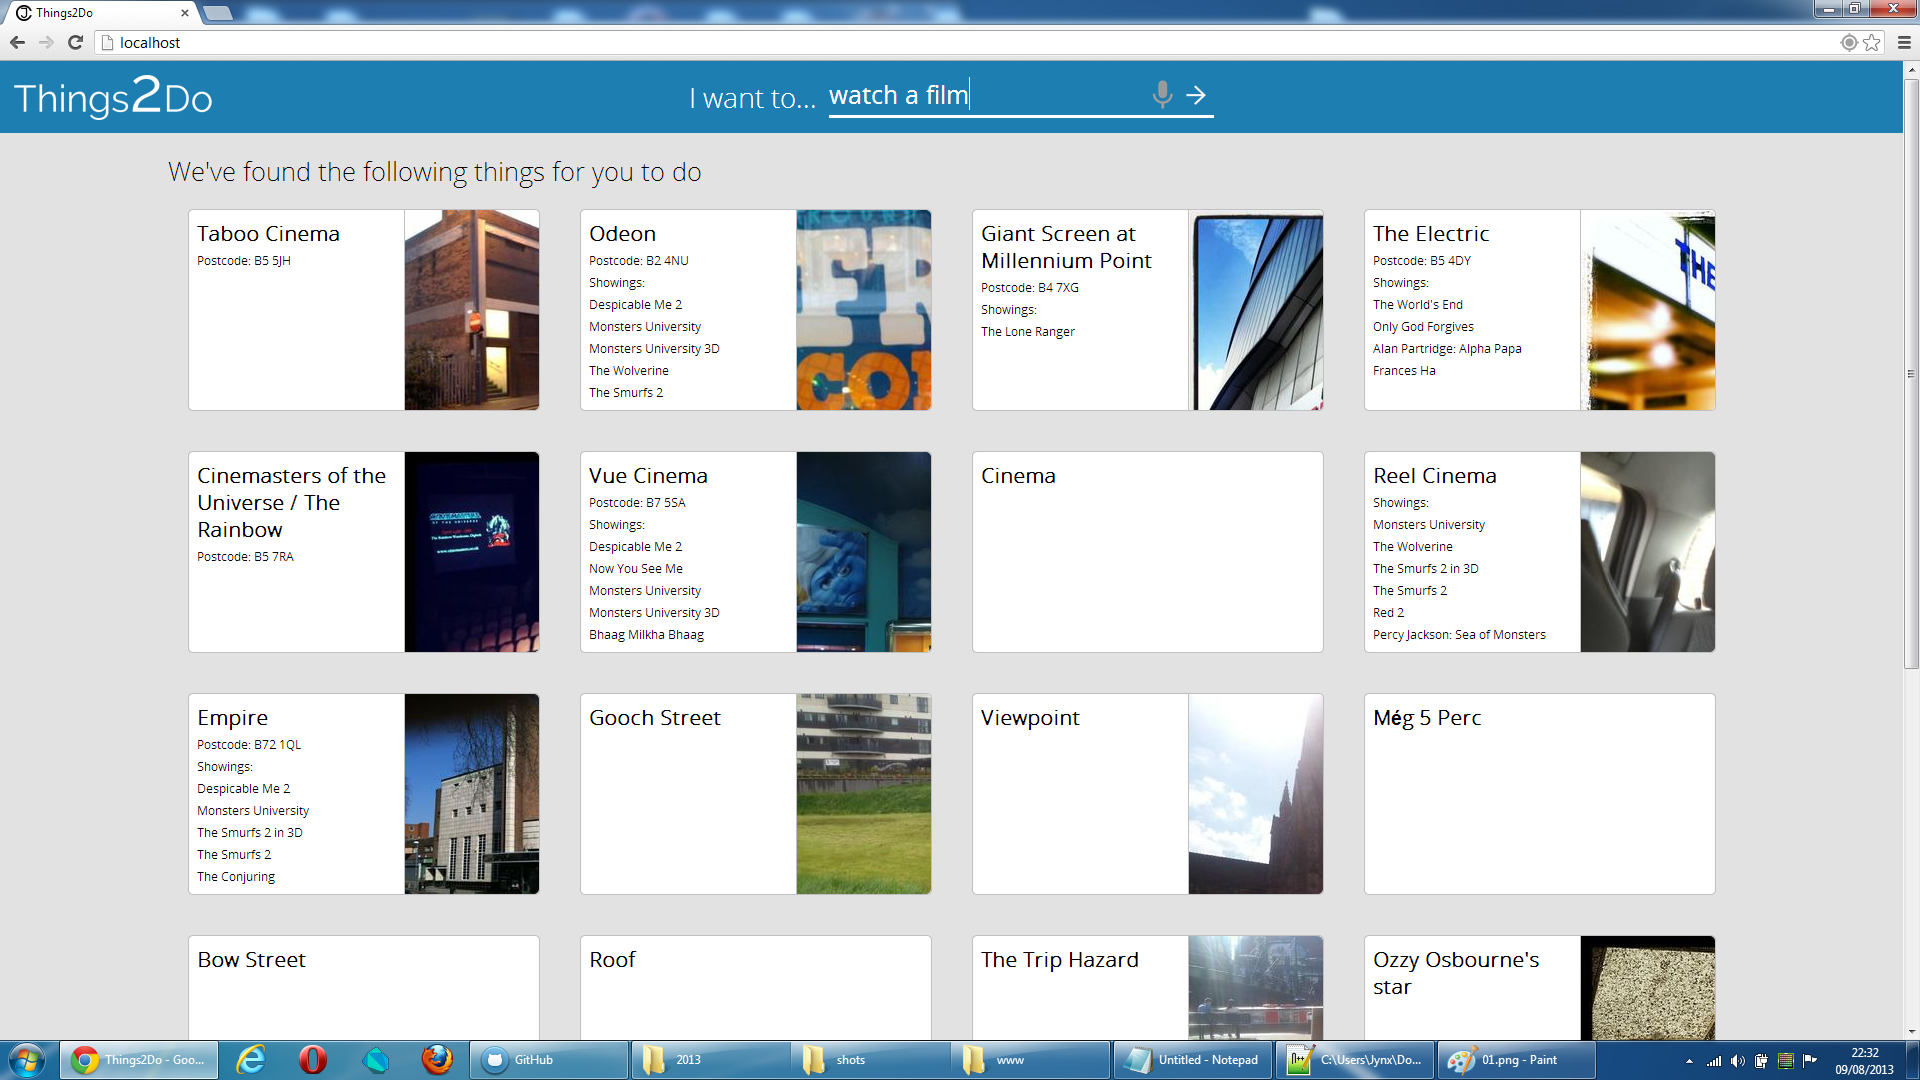 Things2Do
localhost
Things2Do
I want to... watch a film
We've found the following things for you to do
Taboo Cinema
Postcode: B5 5JH
Odeon
Postcode: B2 4NU
Showings:
Despicable Me 2
Monsters University
Monsters University 3D
The Wolverine
The Smurfs 2
Giant Screen at
Millennium Point
Postcode: B4 7XG
Showings:
The Lone Ranger
The Electric
Postcode: B5 4DY
Showings:
The World's End
Only God Forgives
Alan Partridge: Alpha Papa
Frances Ha
THE
Cinemasters of the
Universe / The
Rainbow
Postcode: B5 7RA
Vue Cinema
Postcode: B7 5SA
Showings:
Despicable Me 2
Now You See Me
Monsters University
Monsters University 3D
Bhaag Milkha Bhaag
Cinema
Reel Cinema
Showings:
Monsters University
The Wolverine
The Smurfs 2 in 3D
The Smurfs 2
Red 2
Percy Jackson: Sea of Monsters
Empire
Postcode: B72 1QL
Showings:
Despicable Me 2
Monsters University
The Smurfs 2 in 3D
The Smurfs 2
The Conjuring
Gooch Street
Viewpoint
Még 5 Perc
Bow Street
Roof
The Trip Hazard
Ozzy Osbourne's
star
Things2Do - Goo...
GitHub
2013
shots
www
Untitled - Notepad
C:\Users\Jynx\Do...
01.png - Paint
22:32
09/08/2013